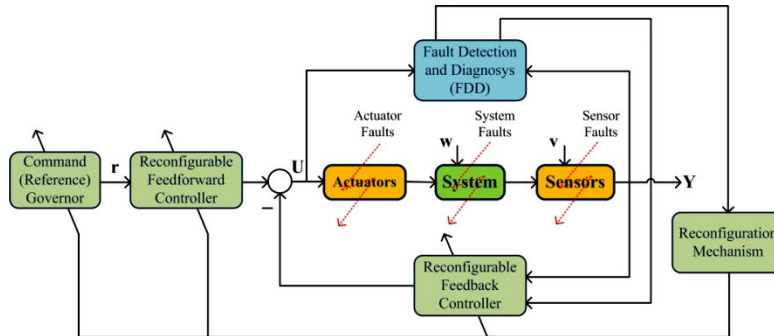 Fault Detection
and Diagnosys
(FDD)
Actuator
Faults
System
Faults
Sensor
Faults
Command
(Reference)
Governor
r
Reconfigurable
Feedforward
Controller
U
−
Actuators
w
System
v
Sensors
Y
Reconfigurable
Feedback
Controller
Reconfiguration
Mechanism